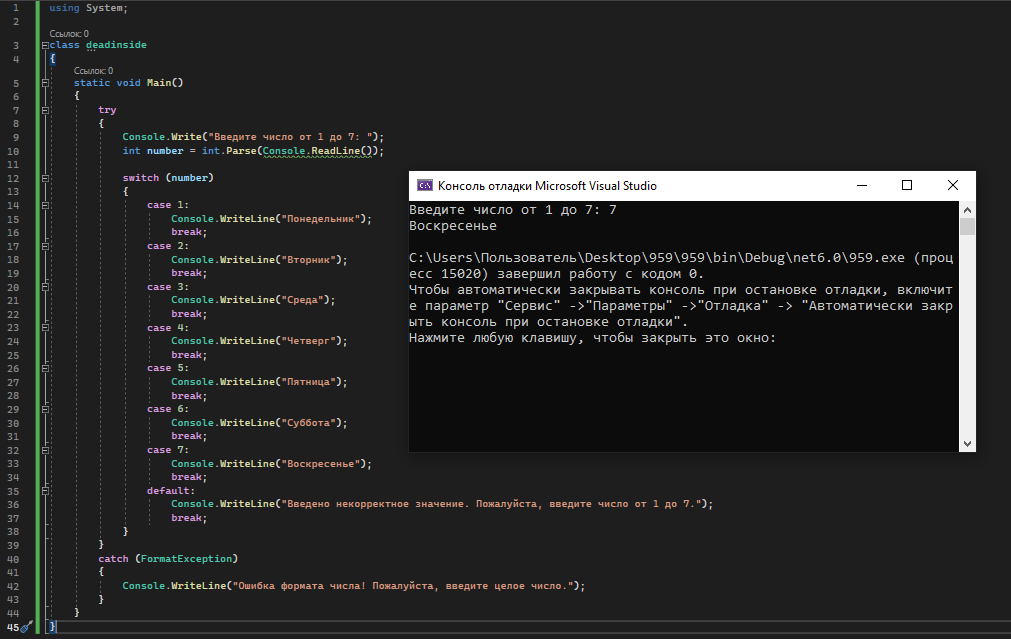 1 using System;
2
Ссылок: 0
3 class deadinside
4 {
Ссылок: 0
5 static void Main()
6 {
7 try
8 {
9 Console.Write("Введите число от 1 до 7: ");
10 int number = int.Parse(Console.ReadLine());
11
12 switch (number)
13 {
14 case 1:
15 Console.WriteLine("Понедельник");
16 break;
17 case 2:
18 Console.WriteLine("Вторник");
19 break;
20 case 3:
21 Console.WriteLine("Среда");
22 break;
23 case 4:
24 Console.WriteLine("Четверг");
25 break;
26 case 5:
27 Console.WriteLine("Пятница");
28 break;
29 case 6:
30 Console.WriteLine("Суббота");
31 break;
32 case 7:
33 Console.WriteLine("Воскресенье");
34 break;
35 default:
36 Console.WriteLine("Введено некорректное значение. Пожалуйста, введите число от 1 до 7.");
37 break;
38 }
39 }
40 catch (FormatException)
41 {
42 Console.WriteLine("Ошибка формата числа! Пожалуйста, введите целое число.");
43 }
44 }
45 }
C:\ Консоль отладки Microsoft Visual Studio
Введите число от 1 до 7: 7
Воскресенье
C:\Users\Пользователь\Desktop\959\959\bin\Debug\net6.0\959.exe (проц
есс 15020) завершил работу с кодом 0.
Чтобы автоматически закрывать консоль при остановке отладки, включит
е параметр "Сервис" ->"Параметры" ->"Отладка" -> "Автоматически закр
ыть консоль при остановке отладки".
Нажмите любую клавишу, чтобы закрыть это окно: